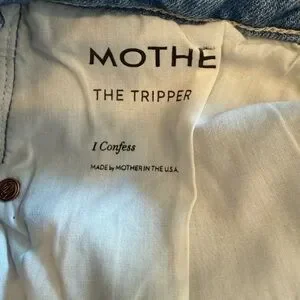 MOTHE
THE TRIPPER
I Confess
MADE by MOTHER IN THE U.S.A.